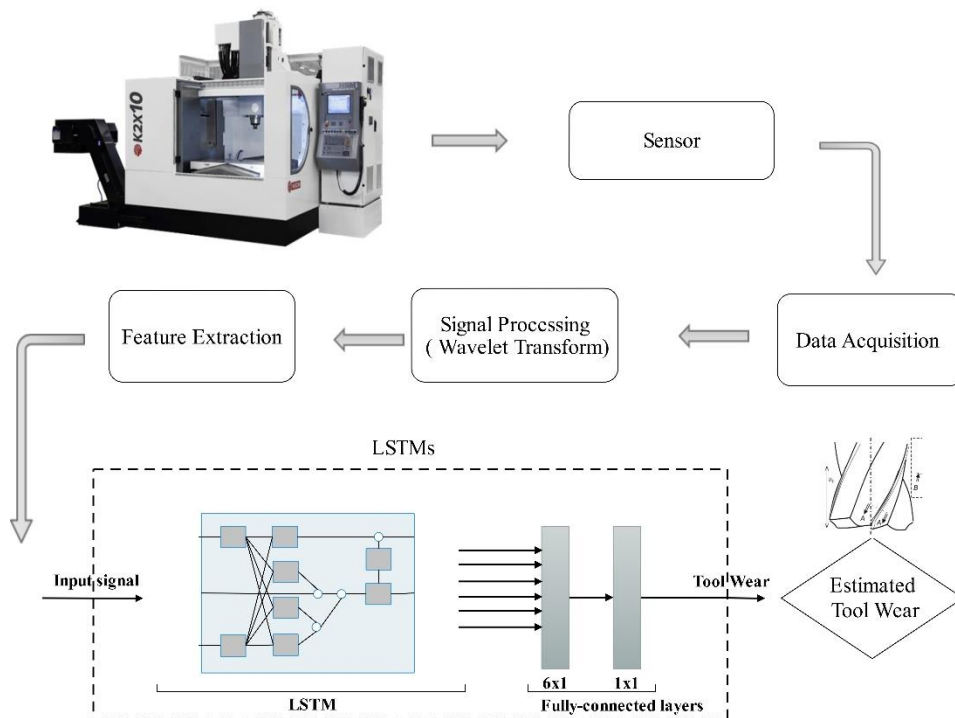 K2X10
Sensor
Feature Extraction
Signal Processing
( Wavelet Transform)
Data Acquisition
LSTMs
Input signal
Tool Wear
Estimated
Tool Wear
A
A
B
6x1
1x1
LSTM
Fully-connected layers